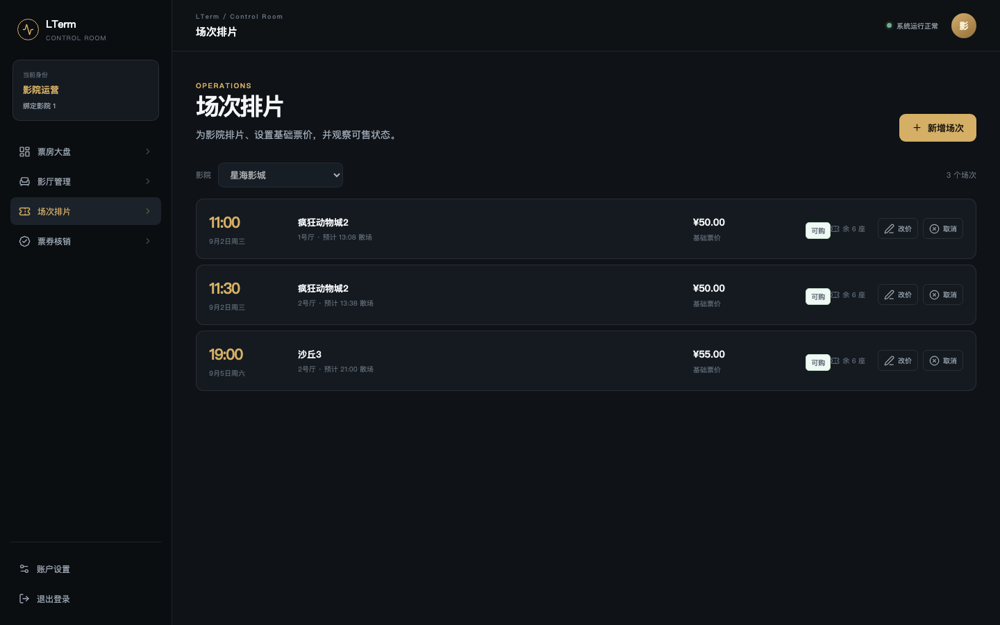 LTerm
CONTROL ROOM
当前身份
影院运营
绑定影院 1
票房大盘
影厅管理
场次排片
票券核销
账户设置
退出登录
LTerm / Control Room
场次排片
系统运行正常
影
OPERATIONS
场次排片
为影院排片、设置基础票价，并观察可售状态。
新增场次
影院
星海影城
3 个场次
11:00
9月2日周三
疯狂动物城2
1号厅 · 预计 13:08 散场
¥50.00
基础票价
可购
余 6 座
改价
取消
11:30
9月2日周三
疯狂动物城2
2号厅 · 预计 13:38 散场
¥50.00
基础票价
可购
余 6 座
改价
取消
19:00
9月5日周六
沙丘3
2号厅 · 预计 21:00 散场
¥55.00
基础票价
可购
余 6 座
改价
取消